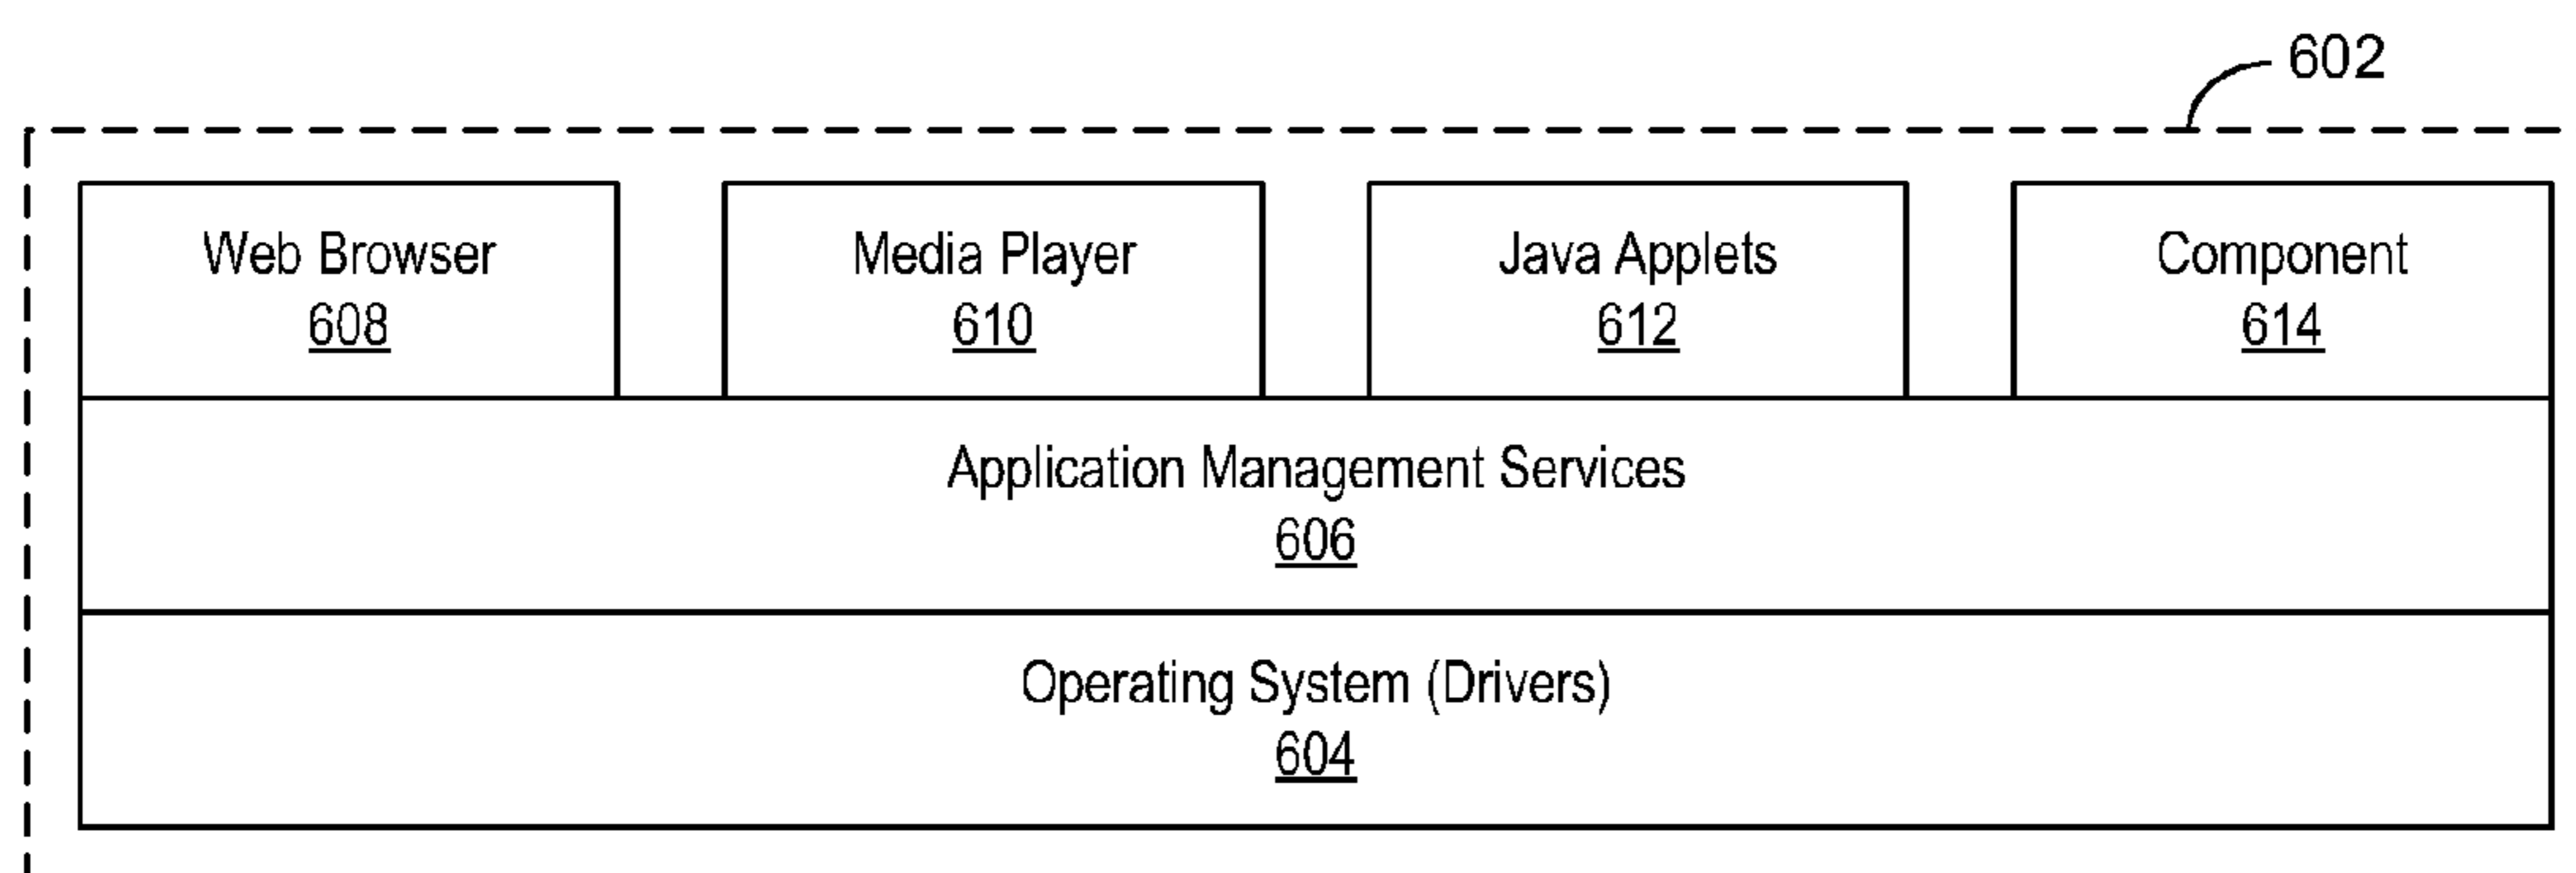 602
Web Browser
608
Media Player
610
Java Applets
612
Component
614
Application Management Services
606
Operating System (Drivers)
604